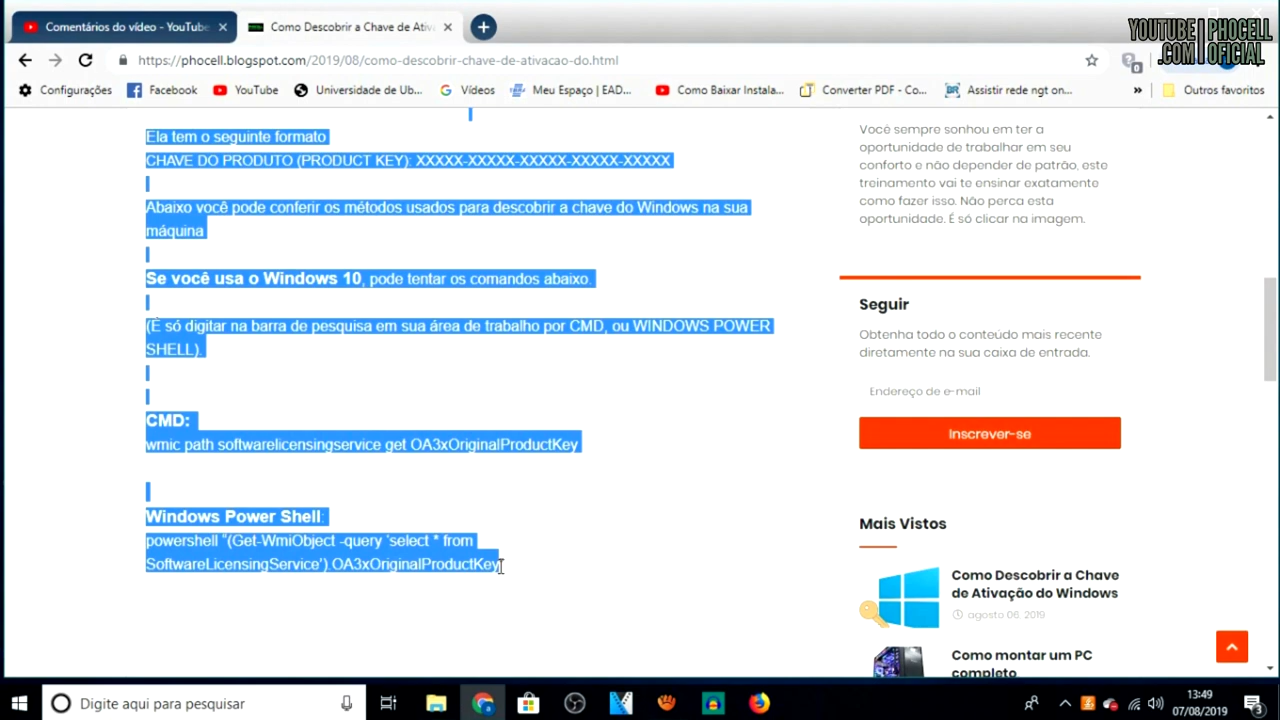 YOUTUBE | PHOCELL
.COM | OFICIAL
Comentários do vídeo - YouTube
Como Descobrir a Chave de Ativa
https://phocell.blogspot.com/2019/08/como-descobrir-chave-de-ativacao-do.html
0
Configurações
Facebook
YouTube
Universidade de Ub...
Vídeos
Meu Espaço | EAD...
Como Baixar Instala...
Converter PDF - Co...
Assistir rede ngt on...
»
Outros favoritos
Ela tem o seguinte formato
CHAVE DO PRODUTO (PRODUCT KEY): XXXXX-XXXXX-XXXXX-XXXXX-XXXXX
Abaixo você pode conferir os métodos usados para descobrir a chave do Windows na sua
máquina
Se você usa o Windows 10, pode tentar os comandos abaixo.
(É só digitar na barra de pesquisa em sua área de trabalho por CMD, ou WINDOWS POWER
SHELL).
CMD:
wmic path softwarelicensingservice get OA3xOriginalProductKey
Windows Power Shell:
powershell "(Get-WmiObject -query 'select * from
SoftwareLicensingService').OA3xOriginalProductKey
Você sempre sonhou em ter a
oportunidade de trabalhar em seu
conforto e não depender de patrão, este
treinamento vai te ensinar exatamente
como fazer isso. Não perca esta
oportunidade. É só clicar na imagem.
Seguir
Obtenha todo o conteúdo mais recente
diretamente na sua caixa de entrada.
Endereço de e-mail
Inscrever-se
Mais Vistos
Como Descobrir a Chave
de Ativação do Windows
agosto 06, 2019
Como montar um PC
completo
Digite aqui para pesquisar
13:49
07/08/2019
3